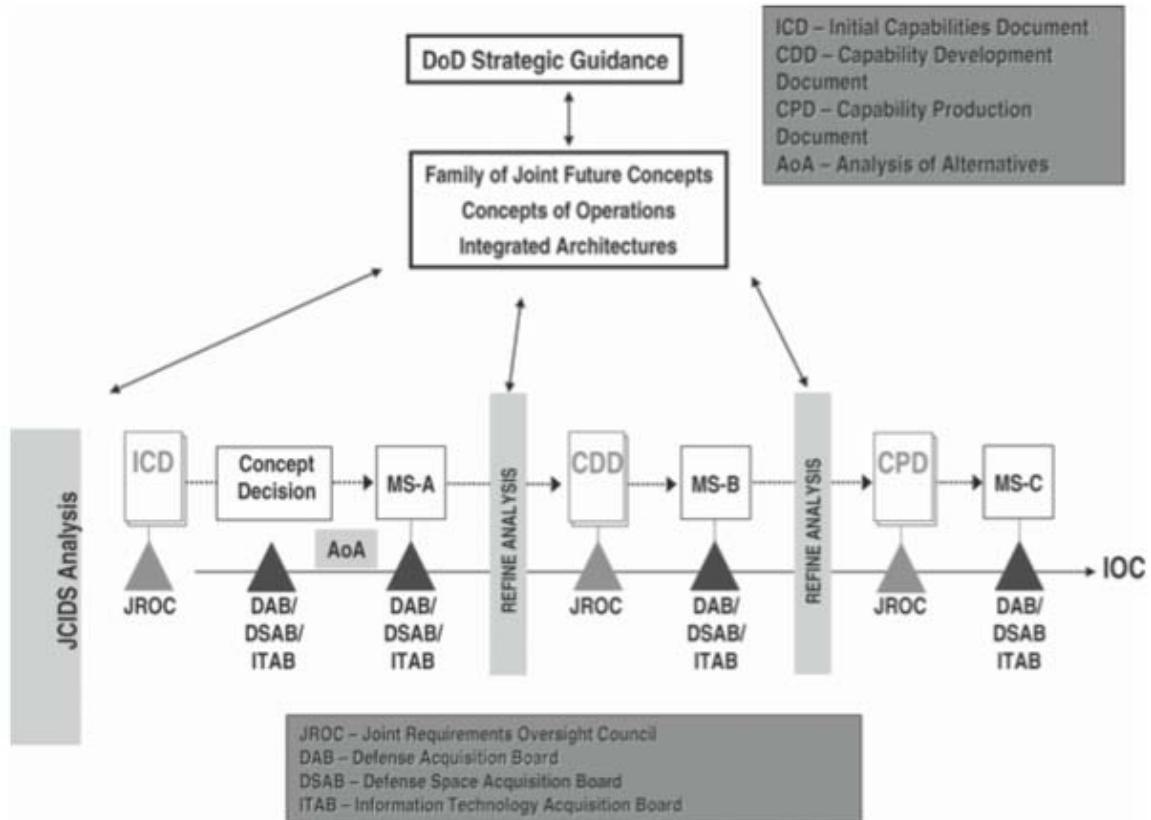 ICD – Initial Capabilities Document
CDD – Capability Development
Document
CPD – Capability Production
Document
AoA – Analysis of Alternatives
DoD Strategic Guidance
Family of Joint Future Concepts
Concepts of Operations
Integrated Architectures
JCIDS Analysis
ICD
Concept
Decision
MS-A
REFINE ANALYSIS
CDD
MS-B
REFINE ANALYSIS
CPD
MS-C
AoA
IOC
JROC
DAB/
DSAB/
ITAB
DAB/
DSAB/
ITAB
JROC
DAB/
DSAB/
ITAB
JROC
DAB/
DSAB
ITAB
JROC – Joint Requirements Oversight Council
DAB – Defense Acquisition Board
DSAB – Defense Space Acquisition Board
ITAB – Information Technology Acquisition Board